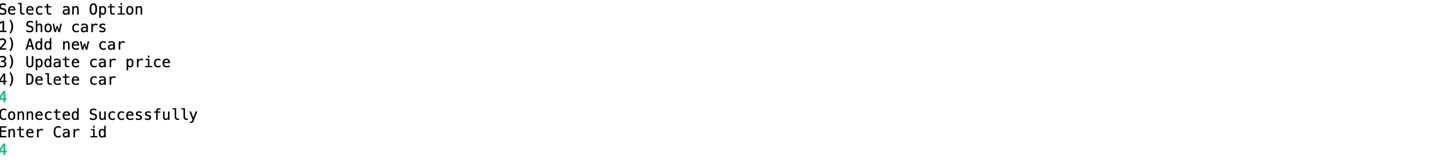 Select an Option
1) Show cars
2) Add new car
3) Update car price
4) Delete car
4
Connected Successfully
Enter Car id
4